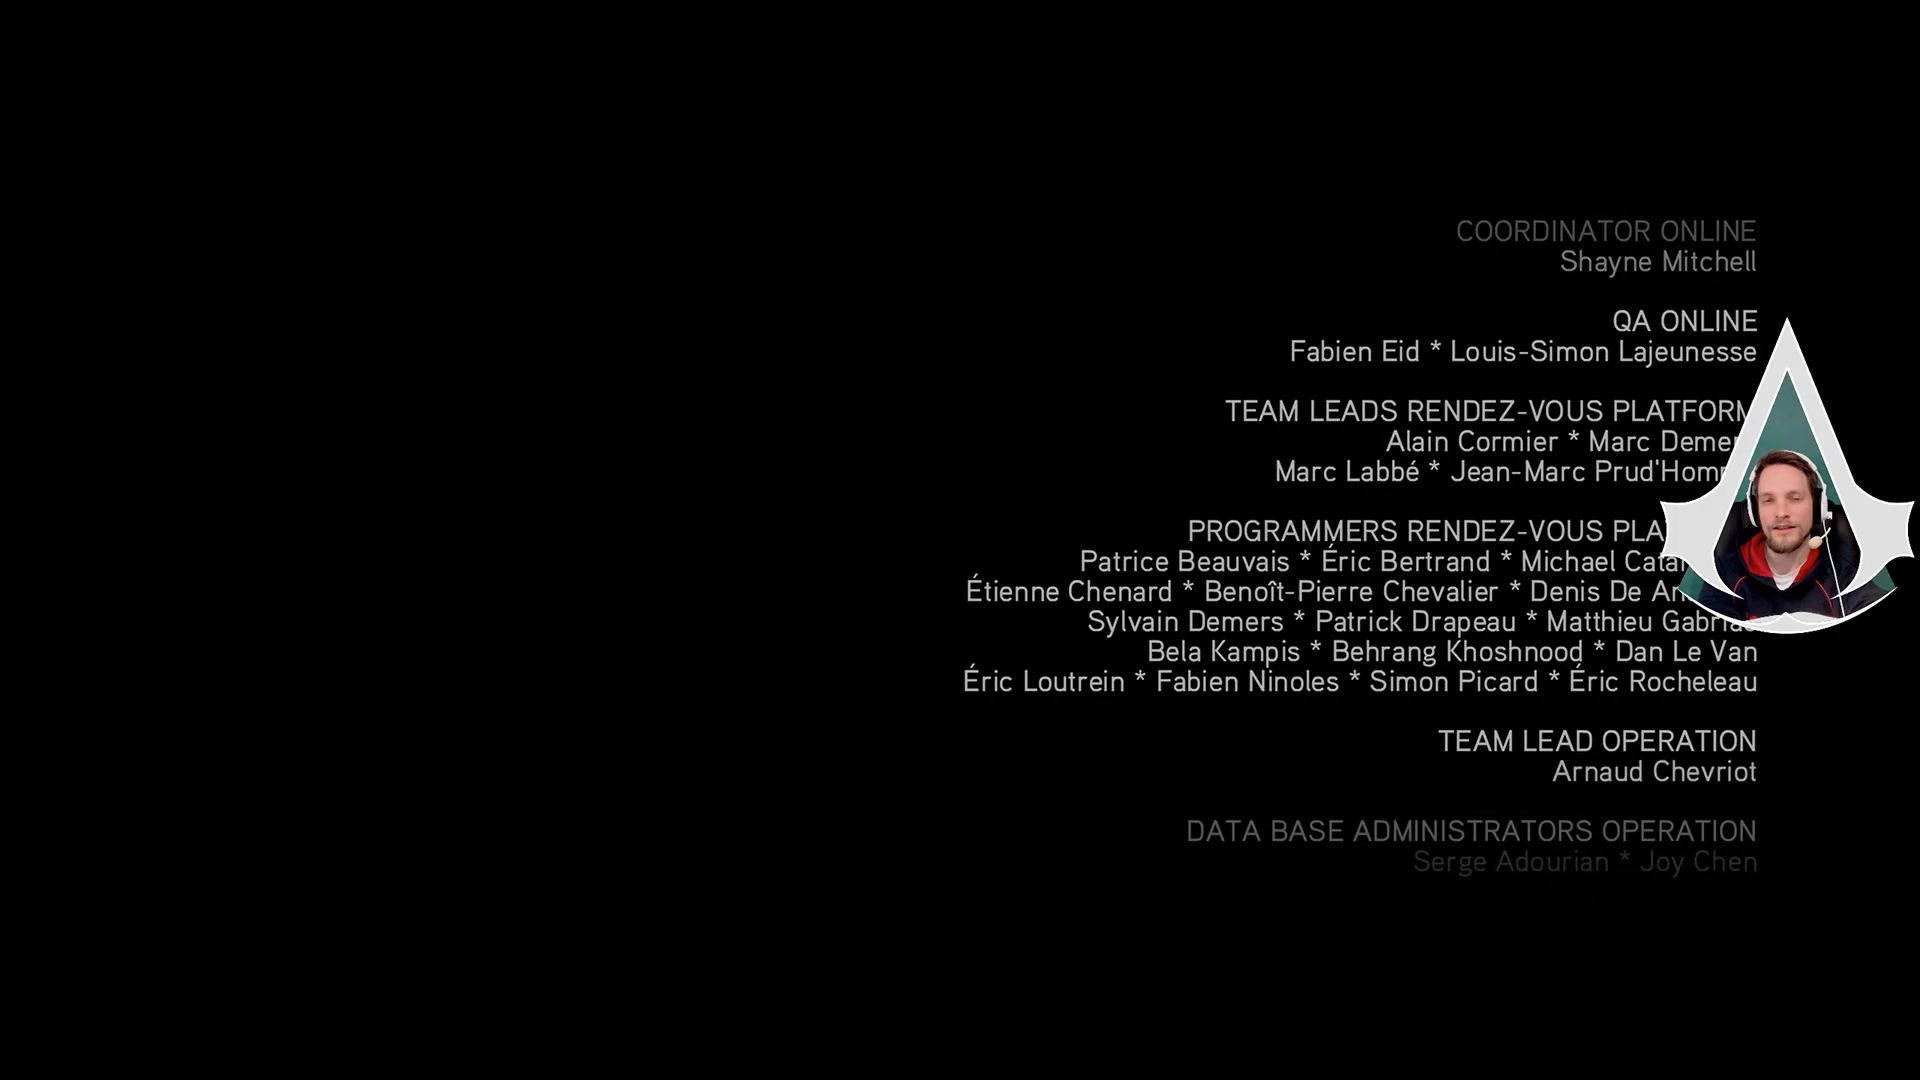 COORDINATOR ONLINE
Shayne Mitchell
QA ONLINE
Fabien Eid * Louis-Simon Lajeunesse
TEAM LEADS RENDEZ-VOUS PLATFORM
Alain Cormier * Marc
Marc Labbé * Jean-Marc
PROGRAMMERS RENDEZ-VOUS
Patrice Beauvais * Éric Bertrand * Michael
Étienne Chenard * Benoît-Pierre Chevalier * Denis De
Sylvain Demers * Patrick Drapeau * Matthieu
Bela Kampis * Behrang Khoshnood * Dan Le Van
Éric Loutrein * Fabien Ninoles * Simon Picard * Éric Rocheleau
TEAM LEAD OPERATION
Arnaud Chevriot
DATA BASE ADMINISTRATORS OPERATION
Serge Adourian * Joy Chen